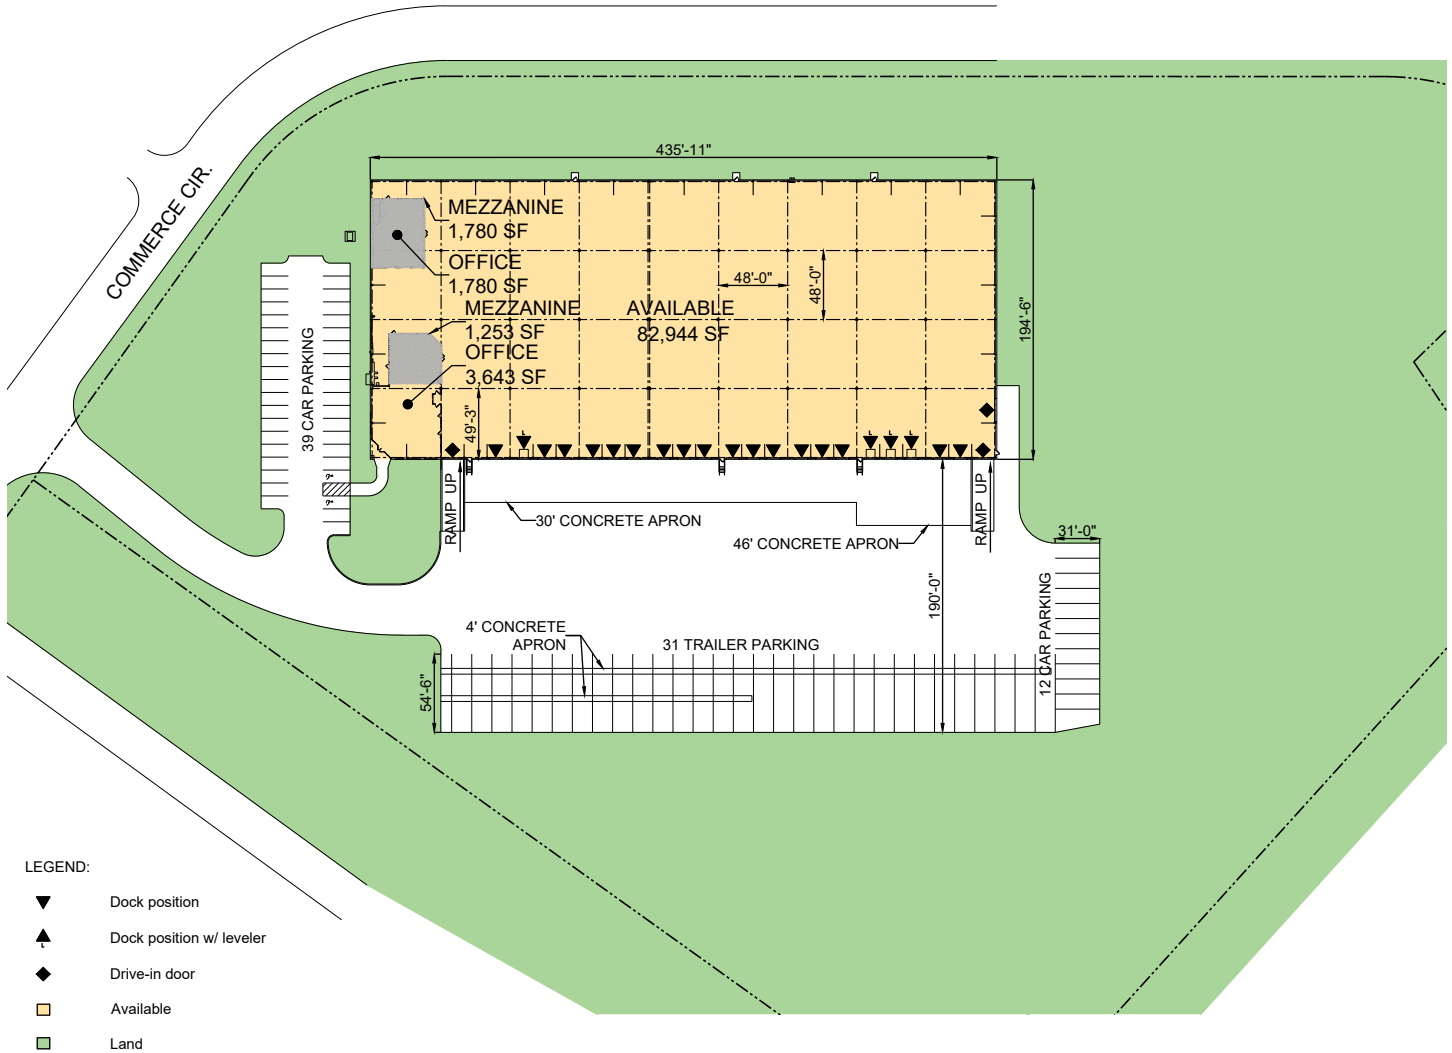 435'-11"
COMMERCE CIR.
MEZZANINE
1,780 SF
OFFICE
1,780 SF
48'-0"
48'-0"
MEZZANINE
1,253 SF
AVAILABLE
82,944 SF
194'-6"
OFFICE
3,643 SF
39 CAR PARKING
49'-3"
RAMP UP
30' CONCRETE APRON
46' CONCRETE APRON
RAMP UP
31'-0"
190'-0"
12 CAR PARKING
4' CONCRETE
APRON
31 TRAILER PARKING
54'-6"
LEGEND:
Dock position
Dock position w/ leveler
Drive-in door
Available
Land